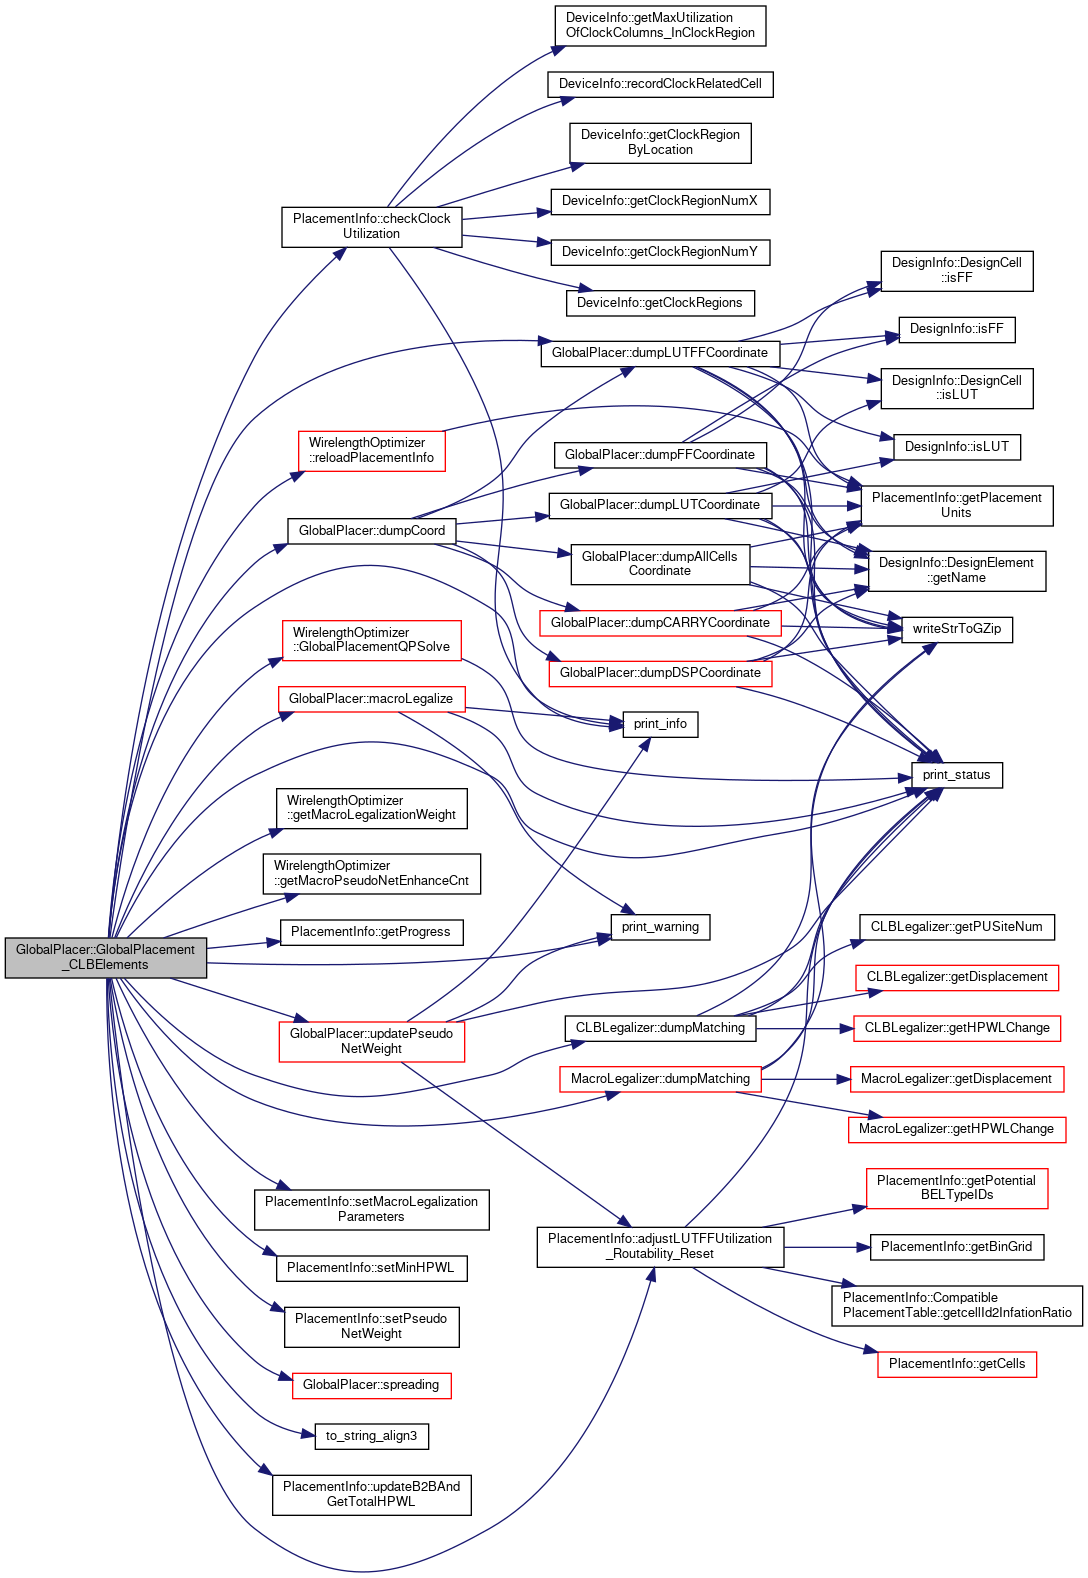 DeviceInfo::getMaxUtilization
OfClockColumns_InClockRegion
DeviceInfo::recordClockRelatedCell
DeviceInfo::getClockRegion
ByLocation
DeviceInfo::getClockRegionNumX
PlacementInfo::checkClock
Utilization
DeviceInfo::getClockRegionNumY
DeviceInfo::getClockRegions
DesignInfo::DesignCell
::isFF
DesignInfo::isFF
GlobalPlacer::dumpLUTFFCoordinate
DesignInfo::DesignCell
::isLUT
WirelengthOptimizer
::reloadPlacementInfo
DesignInfo::isLUT
GlobalPlacer::dumpFFCoordinate
PlacementInfo::getPlacement
Units
GlobalPlacer::dumpLUTCoordinate
GlobalPlacer::dumpCoord
GlobalPlacer::dumpAllCells
Coordinate
DesignInfo::DesignElement
::getName
GlobalPlacer::dumpCARRYCoordinate
writeStrToGZip
WirelengthOptimizer
::GlobalPlacementQPSolve
GlobalPlacer::dumpDSPCoordinate
GlobalPlacer::macroLegalize
print_info
print_status
WirelengthOptimizer
::getMacroLegalizationWeight
WirelengthOptimizer
::getMacroPseudoNetEnhanceCnt
PlacementInfo::getProgress
print_warning
CLBLegalizer::getPUSiteNum
GlobalPlacer::GlobalPlacement
_CLBElements
CLBLegalizer::getDisplacement
GlobalPlacer::updatePseudo
NetWeight
CLBLegalizer::dumpMatching
CLBLegalizer::getHPWLChange
MacroLegalizer::dumpMatching
MacroLegalizer::getDisplacement
MacroLegalizer::getHPWLChange
PlacementInfo::setMacroLegalization
Parameters
PlacementInfo::getPotential
BELTypeIDs
PlacementInfo::adjustLUTFFUtilization
_Routability_Reset
PlacementInfo::getBinGrid
PlacementInfo::setMinHPWL
PlacementInfo::Compatible
PlacementTable::getcellId2InfationRatio
PlacementInfo::setPseudo
NetWeight
PlacementInfo::getCells
GlobalPlacer::spreading
to_string_align3
PlacementInfo::updateB2BAnd
GetTotalHPWL